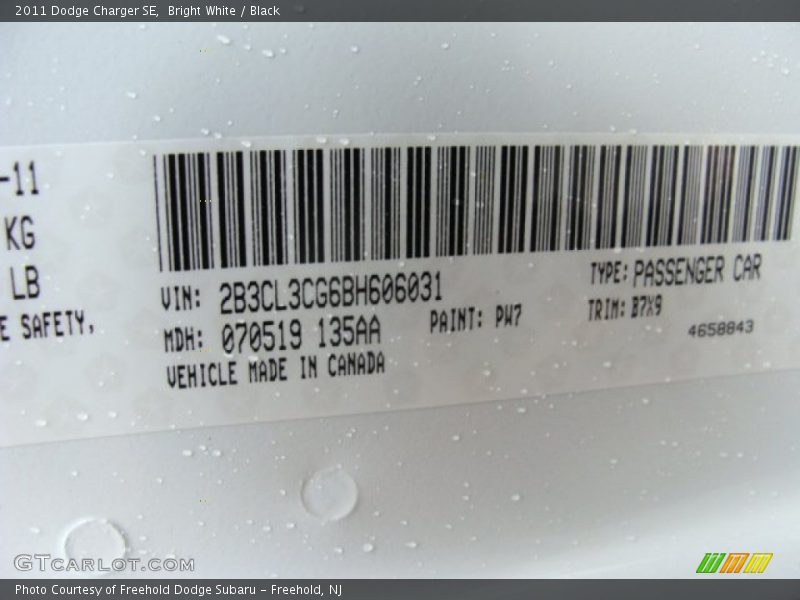 2011 Dodge Charger SE,  Bright White / Black
-11
KG
LB
E SAFETY,
VIN: 2B3CL3CG6BH606031
TYPE: PASSENGER CAR
MDH: 070519 135AA
PAINT: PW7
TRIM: B7X9
4658843
VEHICLE MADE IN CANADA
GTCARLOT.COM
Photo Courtesy of Freehold Dodge Subaru - Freehold, NJ